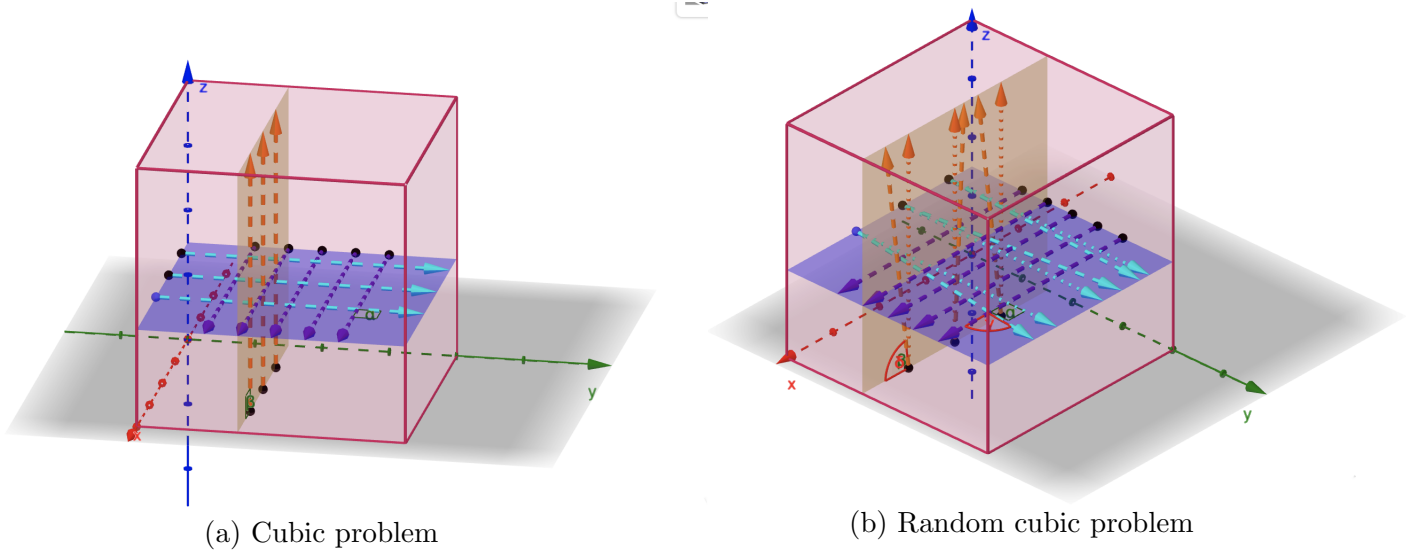 z
α
β
y
x
(a) Cubic problem
z
α
γ
β
x
y
(b) Random cubic problem